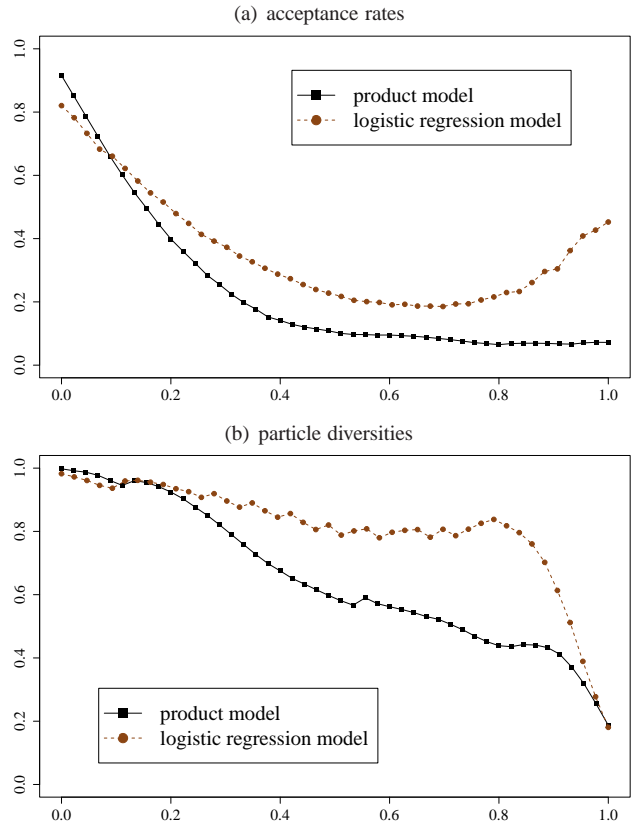 (a) acceptance rates
1.0
0.8
0.6
0.4
0.2
0.0
product model
logistic regression model
0.0 0.2 0.4 0.6 0.8 1.0
(b) particle diversities
1.0
0.8
0.6
0.4
0.2
0.0
product model
logistic regression model
0.0 0.2 0.4 0.6 0.8 1.0